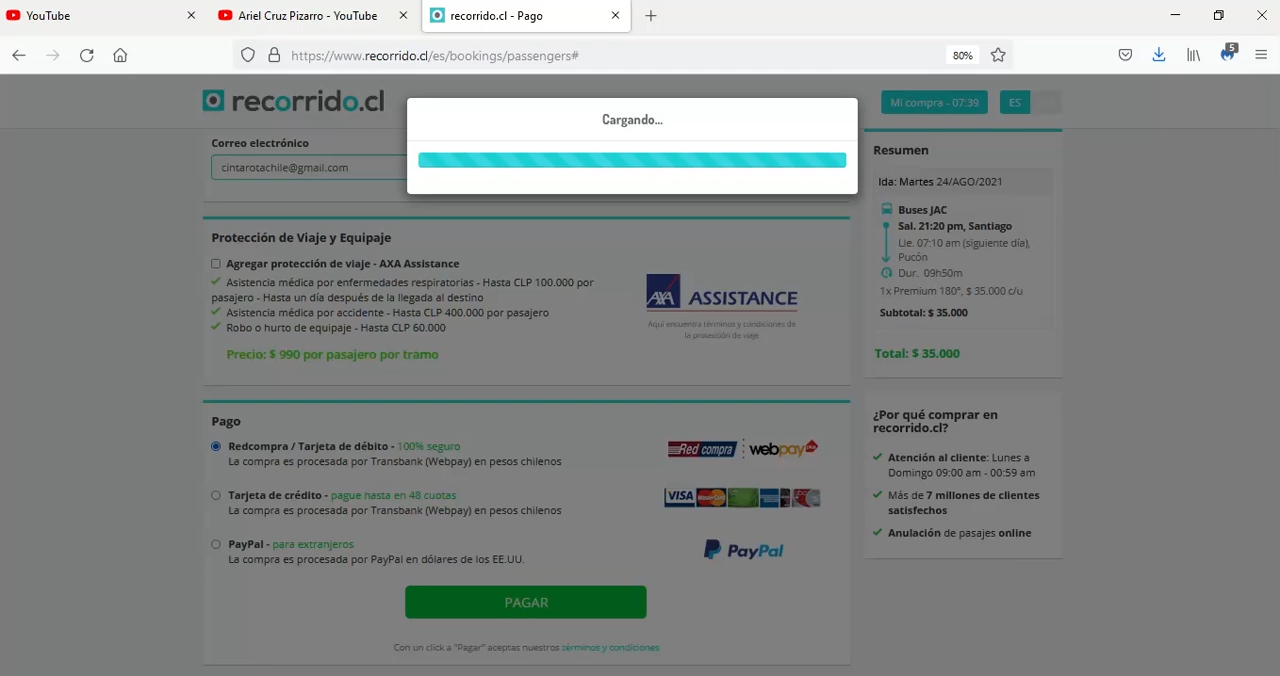 YouTube
Ariel Cruz Pizarro - YouTube
recorrido.cl - Pago
https://www.recorrido.cl/es/bookings/passengers#
80%
5
recorrido.cl
Mi compra - 07:39
ES
Cargando...
Correo electrónico
cintarotachile@gmail.com
Protección de Viaje y Equipaje
Agregar protección de viaje - AXA Assistance
Asistencia médica por enfermedades respiratorias - Hasta CLP 100.000 por
pasajero - Hasta un día después de la llegada al destino
Asistencia médica por accidente - Hasta CLP 400.000 por pasajero
Robo o hurto de equipaje - Hasta CLP 60.000
Precio: $ 990 por pasajero por tramo
AXA ASSISTANCE
Aquí encuentra términos y condiciones de
la protección de viaje
Pago
Redcompra / Tarjeta de débito - 100% seguro
La compra es procesada por Transbank (Webpay) en pesos chilenos
Red compra webpay plus
Tarjeta de crédito - pague hasta en 48 cuotas
La compra es procesada por Transbank (Webpay) en pesos chilenos
VISA MasterCard
PayPal - para extranjeros
La compra es procesada por PayPal en dólares de los EE.UU.
PayPal
PAGAR
Con un click a "Pagar" aceptas nuestros términos y condiciones
Resumen
Ida: Martes 24/AGO/2021
Buses JAC
Sal. 21:20 pm, Santiago
Lle. 07:10 am (siguiente día),
Pucón
Dur. 09h50m
1x Premium 180°, $ 35.000 c/u
Subtotal: $ 35.000
Total: $ 35.000
¿Por qué comprar en
recorrido.cl?
Atención al cliente: Lunes a
Domingo 09:00 am - 00:59 am
Más de 7 millones de clientes
satisfechos
Anulación de pasajes online